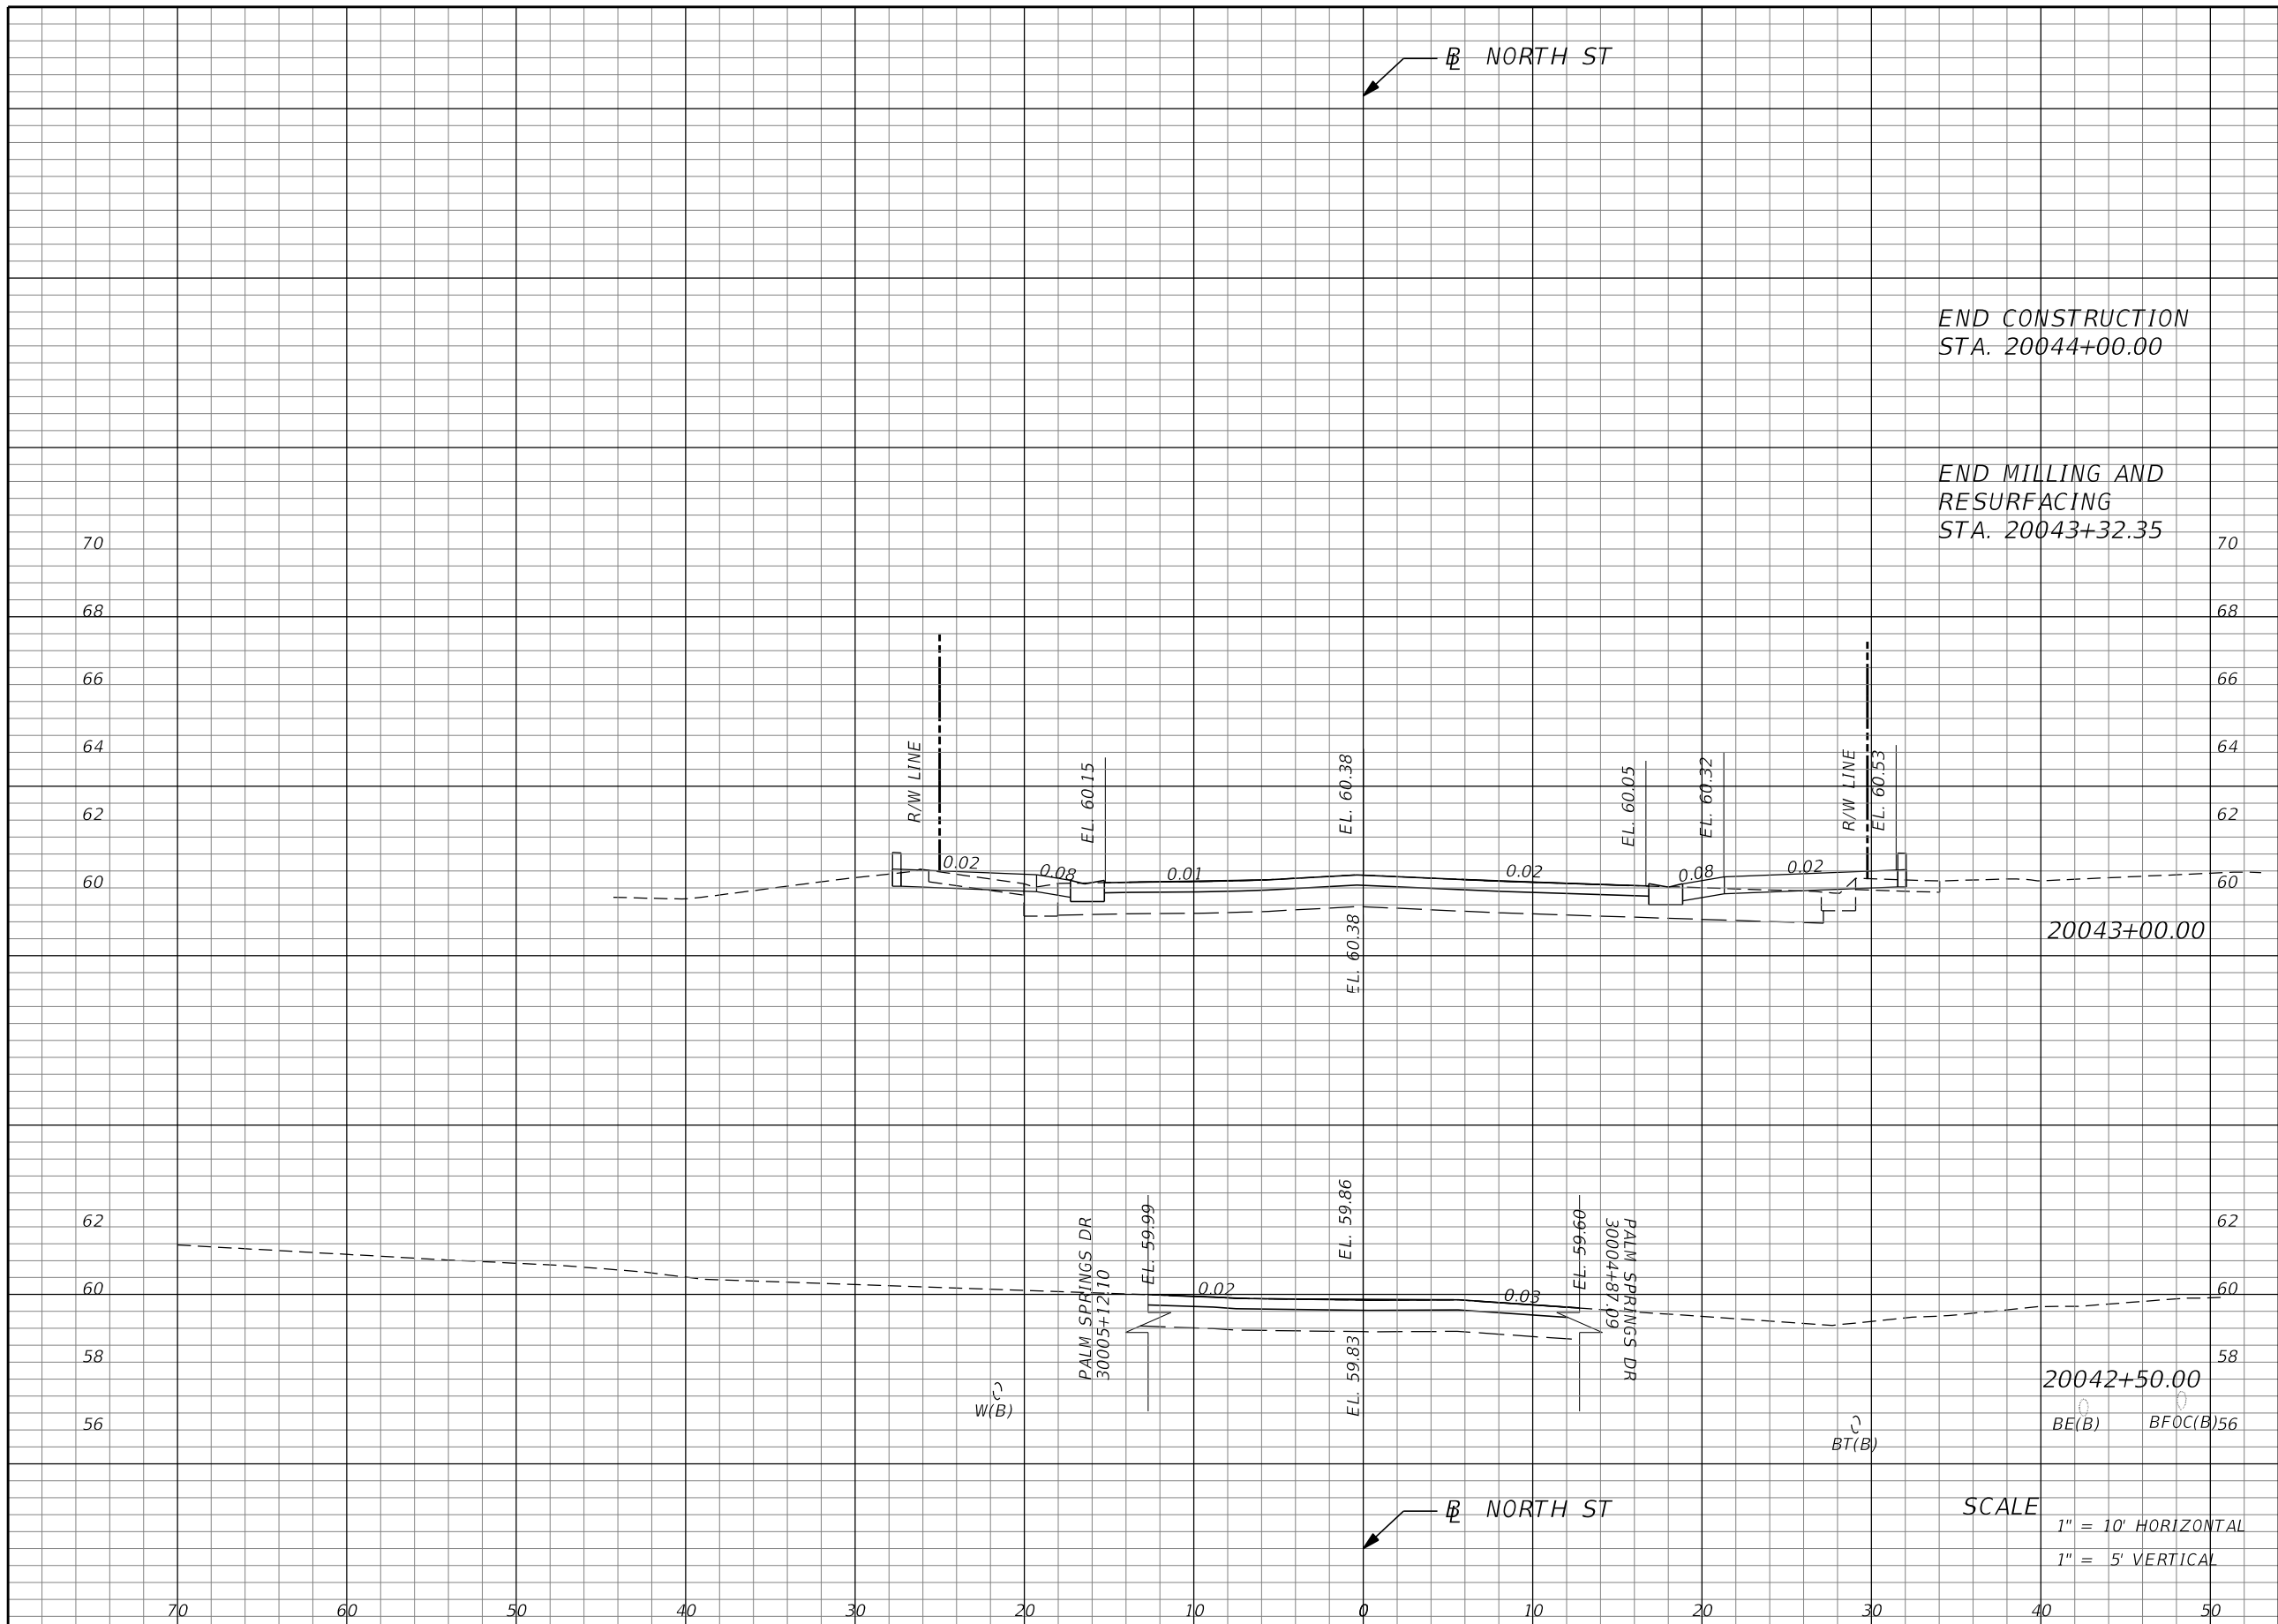 BL NORTH ST
END CONSTRUCTION
STA. 20044+00.00
END MILLING AND
RESURFACING
STA. 20043+32.35
70 70
68 68
66 66
64 64
62 62
60 60
R/W LINE
EL. 60.15
EL. 60.38
EL. 60.05
EL. 60.32
R/W LINE
EL. 60.53
0.02
0.08
0.01
0.02
0.08
0.02
EL. 60.38
20043+00.00
62 62
60 60
58 58
56 56
PALM SPRINGS DR
30005+12.10
EL. 59.99
EL. 59.86
EL. 59.60
PALM SPRINGS DR
30004+87.09
0.02
0.03
EL. 59.83
20042+50.00
W(B)
BT(B)
BE(B)
BFOC(B)
BL NORTH ST
SCALE
1" = 10' HORIZONTAL
1" = 5' VERTICAL
70 60 50 40 30 20 10 0 10 20 30 40 50